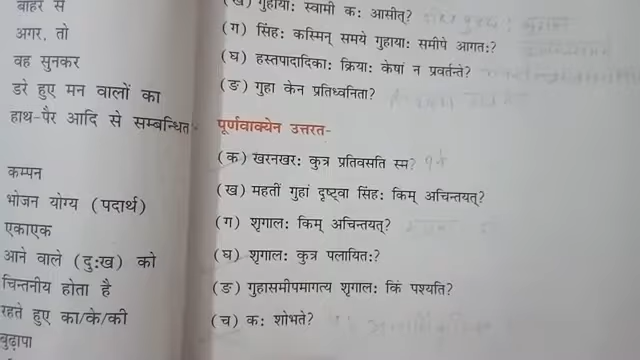 बाहर से
अगर, तो
वह सुनकर
डरे हुए मन वालों का
हाथ-पैर आदि से सम्बन्धित
कम्पन
भोजन योग्य (पदार्थ)
एकाएक
आने वाले (दुःख) को
चिन्तनीय होता है
रहते हुए का/के/की
बुढ़ापा
(ख) गुहायाः स्वामी कः आसीत्?
(ग) सिंहः कस्मिन् समये गुहायाः समीपे आगतः?
(घ) हस्तपादादिकाः क्रियाः केषां न प्रवर्तन्ते?
(ङ) गुहा केन प्रतिध्वनिता?
पूर्णवाक्येन उत्तरत-
(क) खरनखरः कुत्र प्रतिवसति स्म?
(ख) महतीं गुहां दृष्ट्वा सिंहः किम् अचिन्तयत्?
(ग) शृगालः किम् अचिन्तयत्?
(घ) शृगालः कुत्र पलायितः?
(ङ) गुहासमीपमागत्य शृगालः किं पश्यति?
(च) कः शोभते?